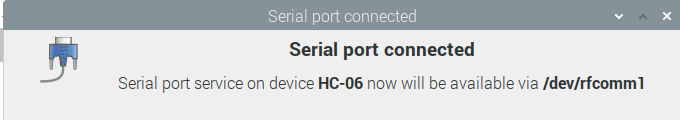 Serial port connected
Serial port connected
Serial port service on device HC-06 now will be available via /dev/rfcomm1